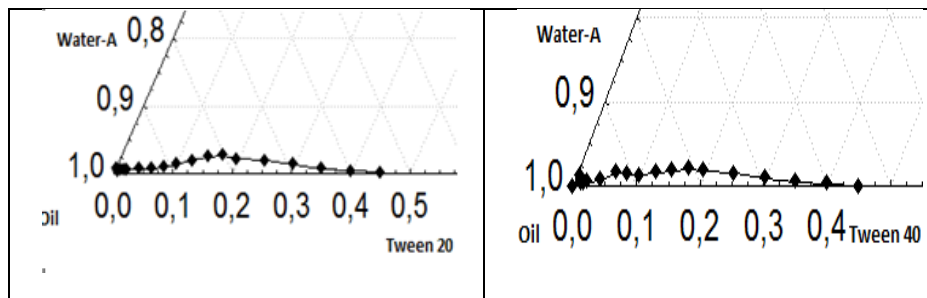 Water-A 0,8
0,9
1,0
Oil 0,0 0,1 0,2 0,3 0,4 0,5
Tween 20
Water-A
0,9
1,0
Oil 0,0 0,1 0,2 0,3 0,4 Tween 40